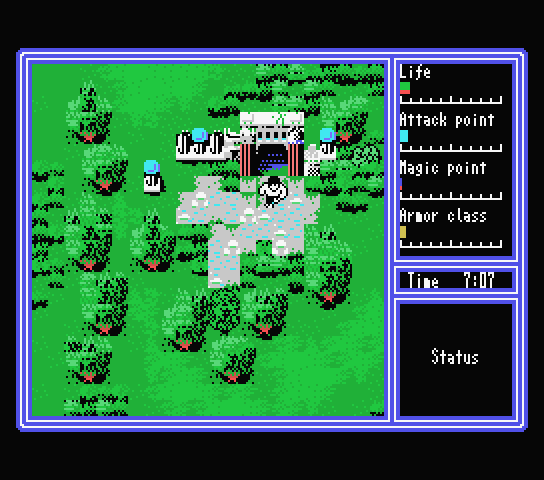 Life
Attack point
Magic point
Armor class
Time 7:07
Status